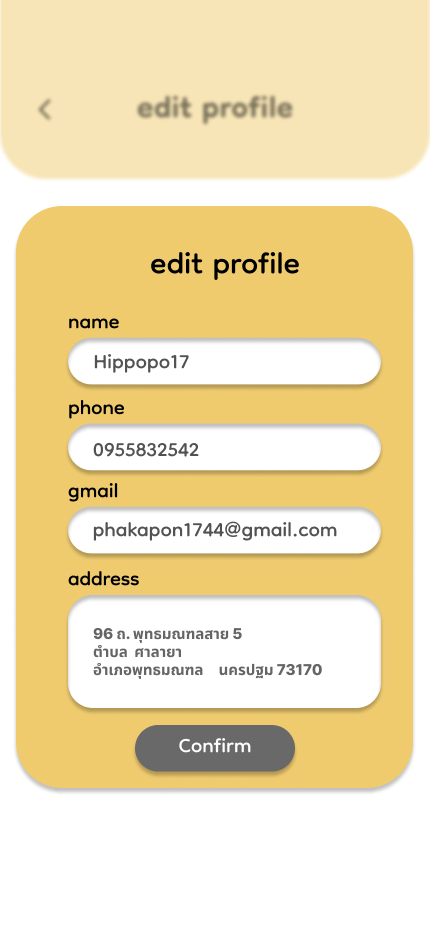 edit profile
edit profile
name
Hippopo17
phone
0955832542
gmail
phakapon1744@gmail.com
address
96 ถ. พุทธมณฑลสาย 5
ตำบล ศาลายา
อำเภอพุทธมณฑล นครปฐม 73170
Confirm